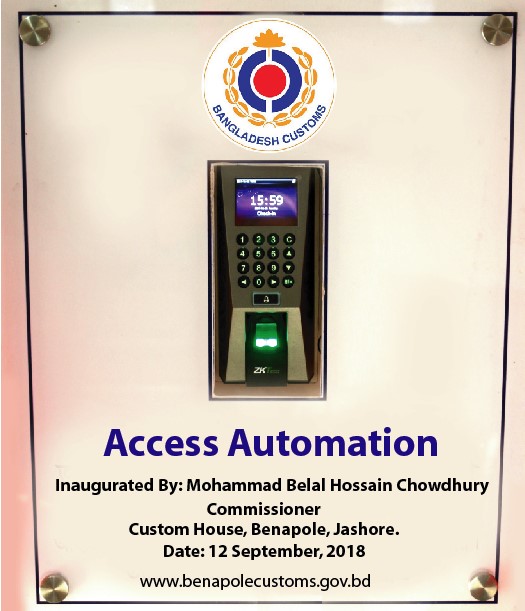 BANGLADESH CUSTOMS
15:59
Check-In
1 2 3 C
4 5 6 ▲
7 8 9 ▼
◄ 0 ►
ZKTeco
Access Automation
Inaugurated By: Mohammad Belal Hossain Chowdhury
Commissioner
Custom House, Benapole, Jashore.
Date: 12 September, 2018
www.benapolecustoms.gov.bd